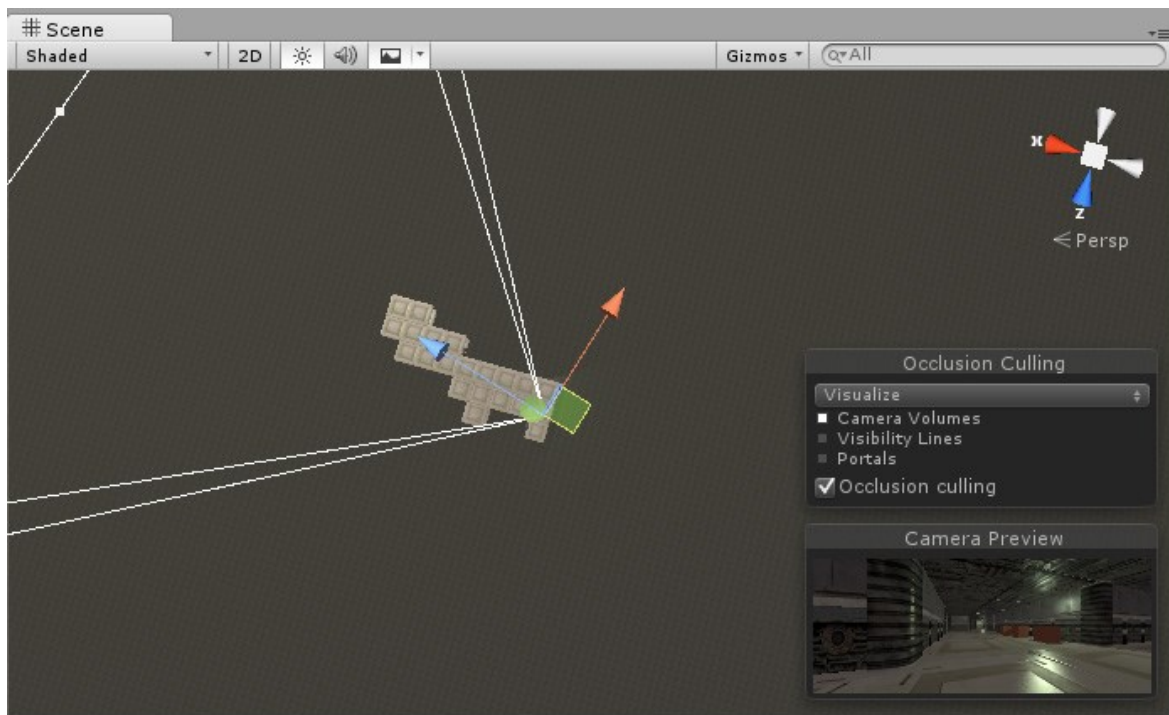 Scene
Shaded 2D Gizmos All
x
z
Persp
Occlusion Culling
Visualize
Camera Volumes
Visibility Lines
Portals
Occlusion culling
Camera Preview